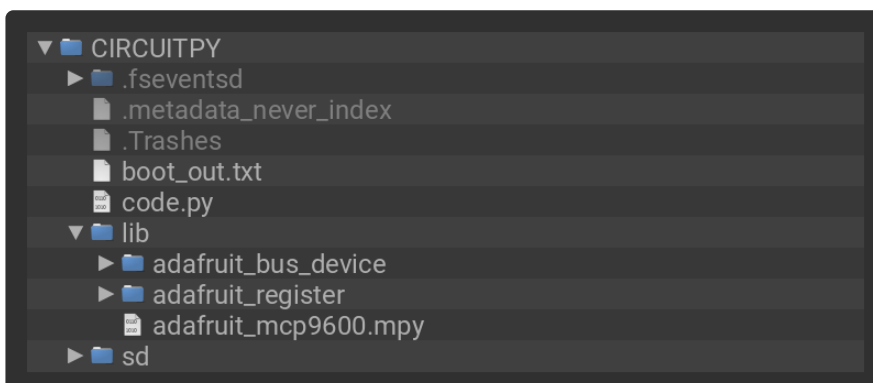 CIRCUITPY
.fseventsd
.metadata_never_index
.Trashes
boot_out.txt
code.py
lib
adafruit_bus_device
adafruit_register
adafruit_mcp9600.mpy
sd